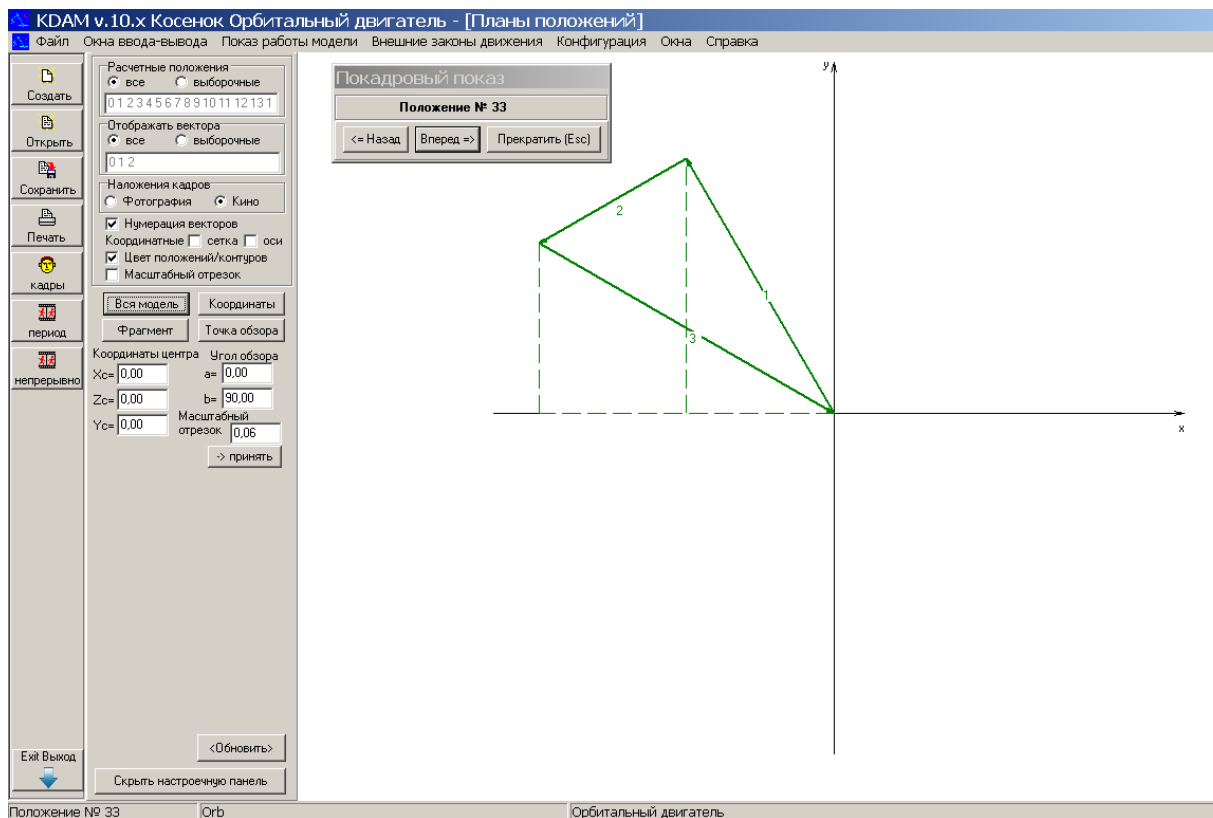 KDAM v.10.x Косенок Орбитальный двигатель - [Планы положений]
Файл Окна ввода-вывода Показ работы модели Внешние законы движения Конфигурация Окна Справка
Создать
Открыть
Сохранить
Печать
кадры
период
непрерывно
Exit Выход
Расчетные положения
все выборочные
0 1 2 3 4 5 6 7 8 9 10 11 12 13 1
Отображать вектора
все выборочные
0 1 2
Наложения кадров
Фотография Кино
Нумерация векторов
Координатные сетка оси
Цвет положений/контуров
Масштабный отрезок
Вся модель Координаты
Фрагмент Точка обзора
Координаты центра Угол обзора
Xc= 0,00 a= 0,00
Zc= 0,00 b= 90,00
Yc= 0,00 Масштабный отрезок 0,06
-> принять
<Обновить>
Скрыть настроечную панель
Покадровый показ
Положение № 33
<= Назад Вперед => Прекратить (Esc)
y
2
1
3
x
Положение № 33 Orb Орбитальный двигатель